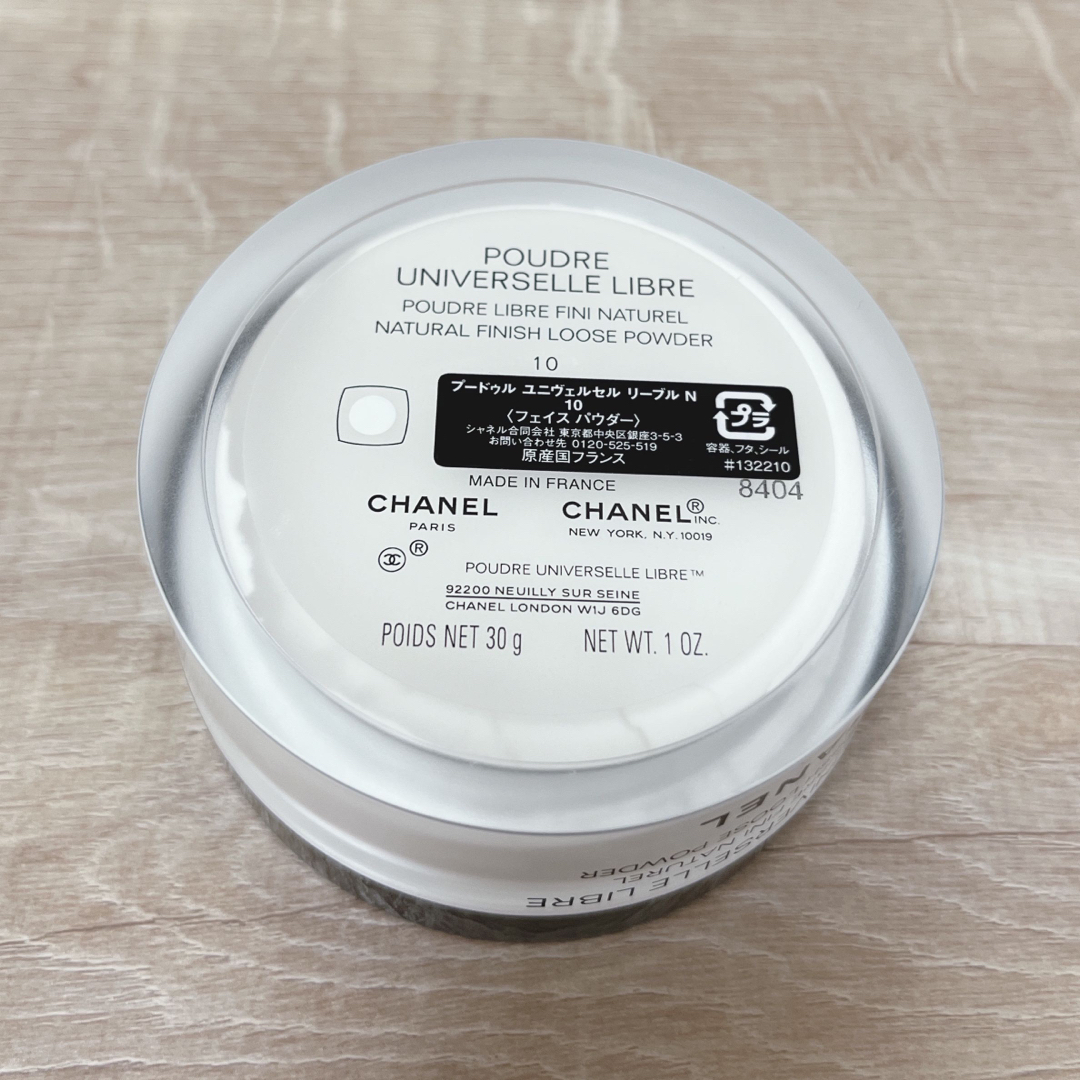 POUDRE
UNIVERSELLE LIBRE
POUDRE LIBRE FINI NATUREL
NATURAL FINISH LOOSE POWDER
10
プードゥル ユニヴェルセル リーブル N
10
〈フェイス パウダー〉
シャネル合同会社 東京都中央区銀座3-5-3
お問い合わせ先 0120-525-519
原産国フランス
プラ
容器、フタ、シール
#132210
MADE IN FRANCE
8404
CHANEL
PARIS
CHANEL® INC.
NEW YORK, N.Y. 10019
®
POUDRE UNIVERSELLE LIBRE™
92200 NEUILLY SUR SEINE
CHANEL LONDON W1J 6DG
POIDS NET 30 g NET WT. 1 OZ.
LIBRE
NATUREL
POWDER